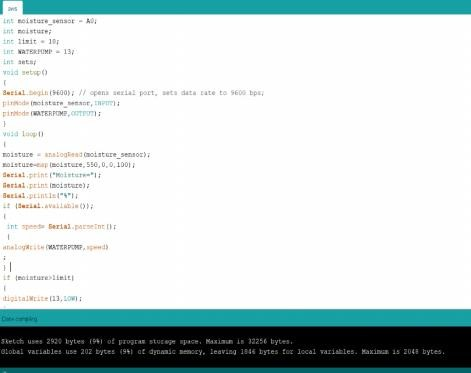 aws
int moisture_sensor = A0;
int moisture;
int limit = 10;
int WATERPUMP = 13;
int sets;
void setup()
{
Serial.begin(9600); // opens serial port, sets data rate to 9600 bps;
pinMode(moisture_sensor,INPUT);
pinMode(WATERPUMP,OUTPUT);
}
void loop()
{
moisture = analogRead(moisture_sensor);
moisture=map(moisture,550,0,0,100);
Serial.print("Moisture=");
Serial.print(moisture);
Serial.println("%");
if (Serial.available());
{
int speed= Serial.parseInt();
{
analogWrite(WATERPUMP,speed)
;
}
if (moisture>limit)
{
digitalWrite(13,LOW);
Done compiling.
Sketch uses 2920 bytes (9%) of program storage space. Maximum is 32256 bytes.
Global variables use 202 bytes (9%) of dynamic memory, leaving 1846 bytes for local variables. Maximum is 2048 bytes.